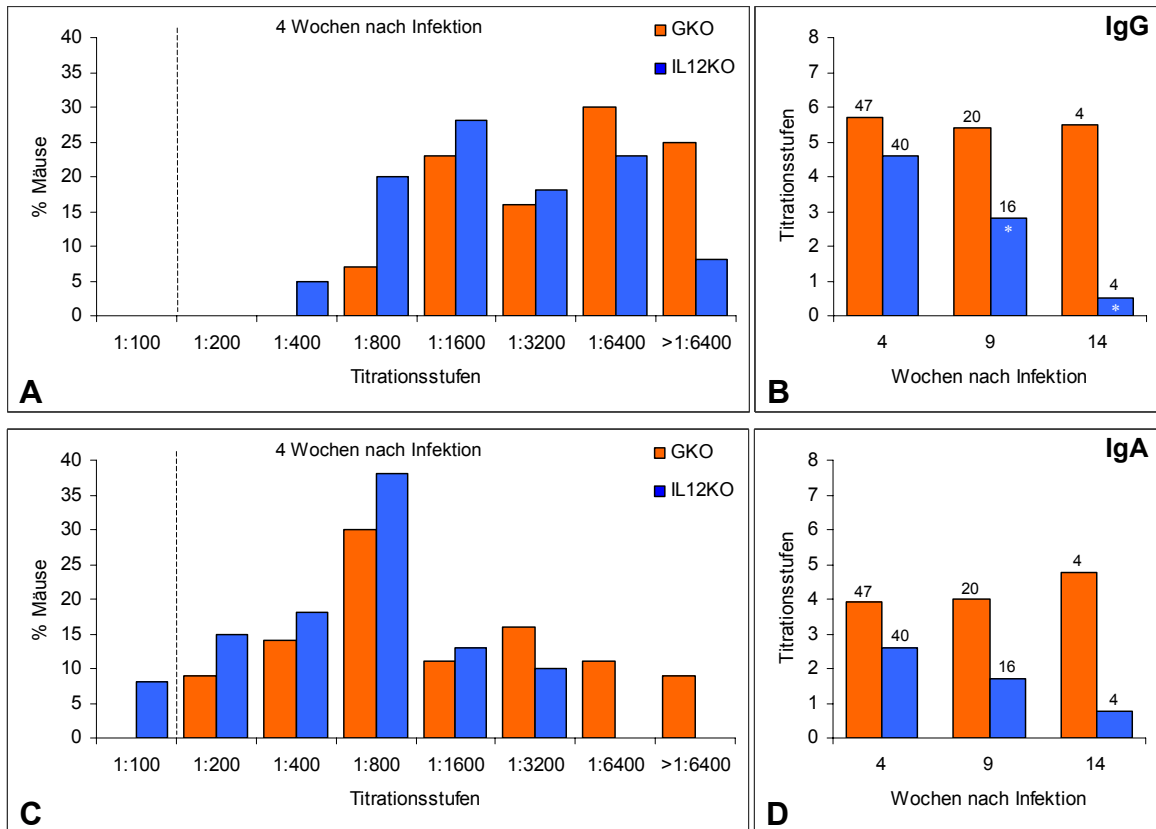 4 Wochen nach Infektion
GKO
IL12KO
% Mäuse
40
35
30
25
20
15
10
5
0
1:100 1:200 1:400 1:800 1:1600 1:3200 1:6400 >1:6400
Titrationsstufen
A
IgG
Titrationsstufen
8
7
6
5
4
3
2
1
0
47
40
20
16
*
4
4
*
4 9 14
Wochen nach Infektion
B
4 Wochen nach Infektion
GKO
IL12KO
% Mäuse
40
35
30
25
20
15
10
5
0
1:100 1:200 1:400 1:800 1:1600 1:3200 1:6400 >1:6400
Titrationsstufen
C
IgA
Titrationsstufen
8
7
6
5
4
3
2
1
0
47
40
20
16
4
4
4 9 14
Wochen nach Infektion
D